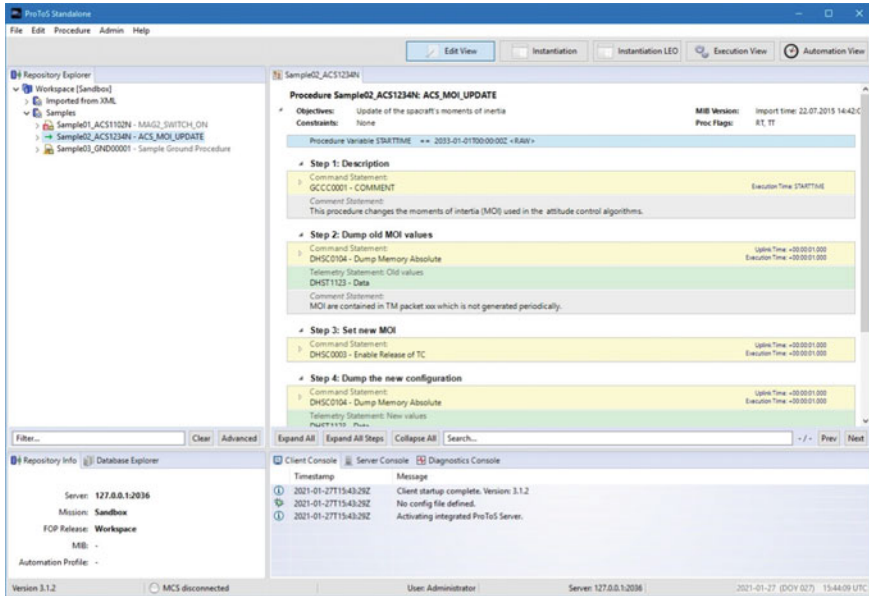 ProToS Standalone
File Edit Procedure Admin Help
Edit View Instantiation Instantiation LEO Execution View Automation View
Repository Explorer
Workspace [Sandbox]
Imported from XML
Samples
Sample01_ACS1102N - MAG2_SWITCH_ON
Sample02_ACS1234N - ACS_MOI_UPDATE
Sample03_GND00001 - Sample Ground Procedure
Filter... Clear Advanced
Sample02_ACS1234N
Procedure Sample02_ACS1234N: ACS_MOI_UPDATE
Objectives: Update of the spacraft's moments of inertia MIB Version: Import time: 22.07.2015 14:42:0
Constraints: None Proc Flags: RT, TT
Procedure Variable STARTTIME == 2033-01-01T00:00:00Z <RAW>
Step 1: Description
Command Statement:
GCCC0001 - COMMENT Execution Time: STARTTIME
Comment Statement:
This procedure changes the moments of intertia (MOI) used in the attitude control algorithms.
Step 2: Dump old MOI values
Command Statement: Uplink Time: +00:00:01.000
DHSC0104 - Dump Memory Absolute Execution Time: +00:00:01.000
Telemetry Statement: Old values
DHST1123 - Data
Comment Statement:
MOI are contained in TM packet xxx which is not generated periodically.
Step 3: Set new MOI
Command Statement: Uplink Time: +00:00:01.000
DHSC0003 - Enable Release of TC Execution Time: +00:00:01.000
Step 4: Dump the new configuration
Command Statement: Uplink Time: +00:00:01.000
DHSC0104 - Dump Memory Absolute Execution Time: +00:00:01.000
Telemetry Statement: New values
DHST1123 - Data
Expand All Expand All Steps Collapse All Search... - / - Prev Next
Repository Info Database Explorer
Server: 127.0.0.1:2036
Mission: Sandbox
FOP Release: Workspace
MIB: -
Automation Profile: -
Client Console Server Console Diagnostics Console
Timestamp Message
2021-01-27T15:43:29Z Client startup complete. Version: 3.1.2
2021-01-27T15:43:29Z No config file defined.
2021-01-27T15:43:29Z Activating integrated ProToS Server.
Version 3.1.2 MCS disconnected User: Administrator Server: 127.0.0.1:2036 2021-01-27 (DOY 027) 15:44:09 UTC